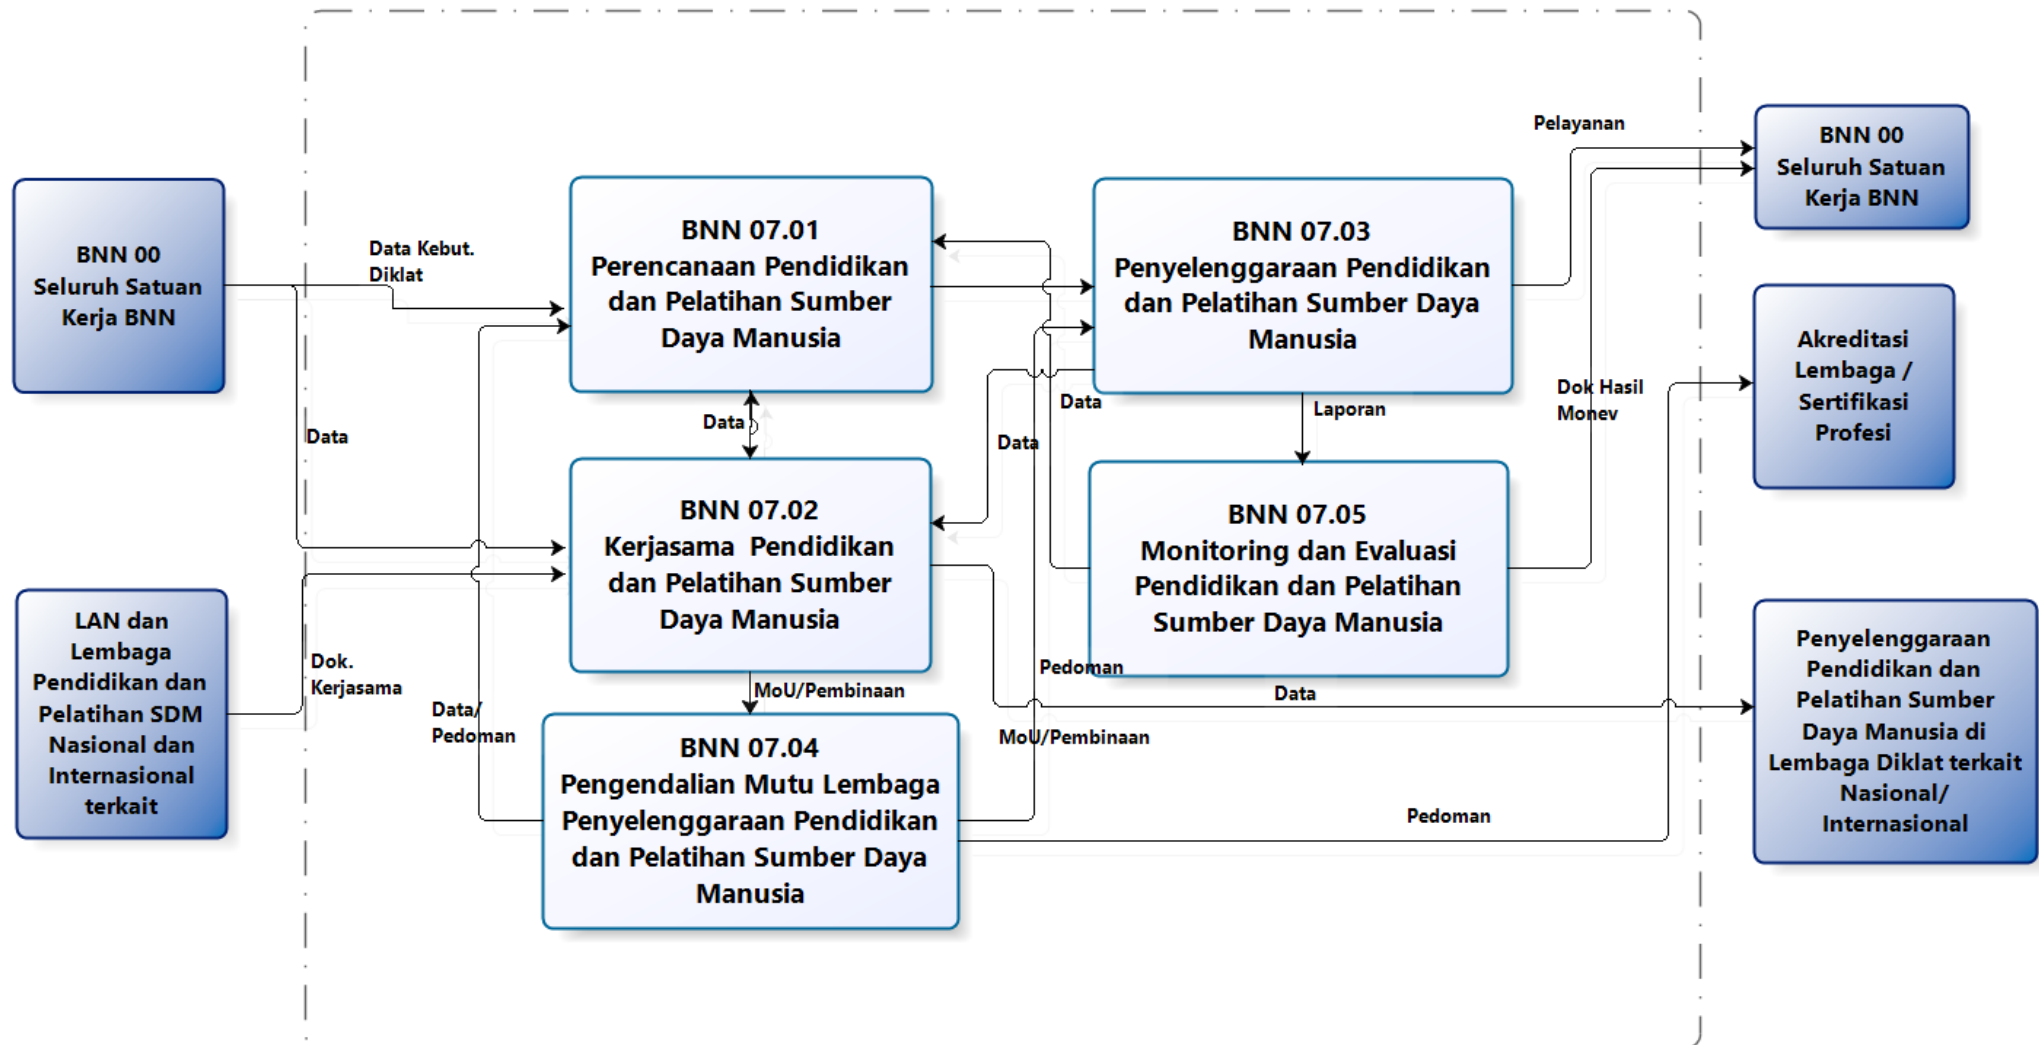 BNN 00
Seluruh Satuan
Kerja BNN
LAN dan
Lembaga
Pendidikan dan
Pelatihan SDM
Nasional dan
Internasional
terkait
Data Kebut.
Diklat
Data
Dok.
Kerjasama
Data/
Pedoman
BNN 07.01
Perencanaan Pendidikan
dan Pelatihan Sumber
Daya Manusia
Data
BNN 07.02
Kerjasama  Pendidikan
dan Pelatihan Sumber
Daya Manusia
MoU/Pembinaan
BNN 07.04
Pengendalian Mutu Lembaga
Penyelenggaraan Pendidikan
dan Pelatihan Sumber Daya
Manusia
BNN 07.03
Penyelenggaraan Pendidikan
dan Pelatihan Sumber Daya
Manusia
Data
Data
Laporan
BNN 07.05
Monitoring dan Evaluasi
Pendidikan dan Pelatihan
Sumber Daya Manusia
Pedoman
Data
MoU/Pembinaan
Pedoman
Pelayanan
Dok Hasil
Monev
BNN 00
Seluruh Satuan
Kerja BNN
Akreditasi
Lembaga /
Sertifikasi
Profesi
Penyelenggaraan
Pendidikan dan
Pelatihan Sumber
Daya Manusia di
Lembaga Diklat terkait
Nasional/
Internasional